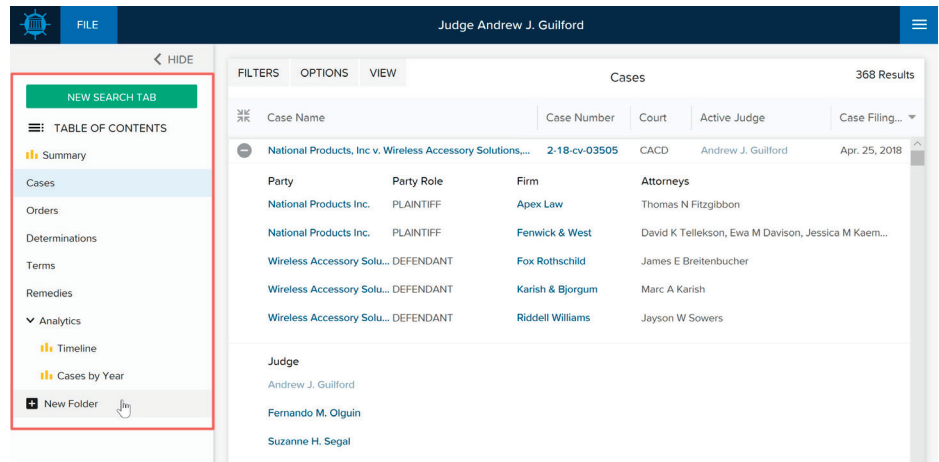 FILE
Judge Andrew J. Guilford
HIDE
NEW SEARCH TAB
TABLE OF CONTENTS
Summary
Cases
Orders
Determinations
Terms
Remedies
Analytics
Timeline
Cases by Year
New Folder
FILTERS OPTIONS VIEW Cases 368 Results
Case Name Case Number Court Active Judge Case Filing...
National Products, Inc v. Wireless Accessory Solutions,... 2-18-cv-03505 CACD Andrew J. Guilford Apr. 25, 2018
Party Party Role Firm Attorneys
National Products Inc. PLAINTIFF Apex Law Thomas N Fitzgibbon
National Products Inc. PLAINTIFF Fenwick & West David K Tellekson, Ewa M Davison, Jessica M Kaem...
Wireless Accessory Solu... DEFENDANT Fox Rothschild James E Breitenbucher
Wireless Accessory Solu... DEFENDANT Karish & Bjorgum Marc A Karish
Wireless Accessory Solu... DEFENDANT Riddell Williams Jayson W Sowers
Judge
Andrew J. Guilford
Fernando M. Olguin
Suzanne H. Segal